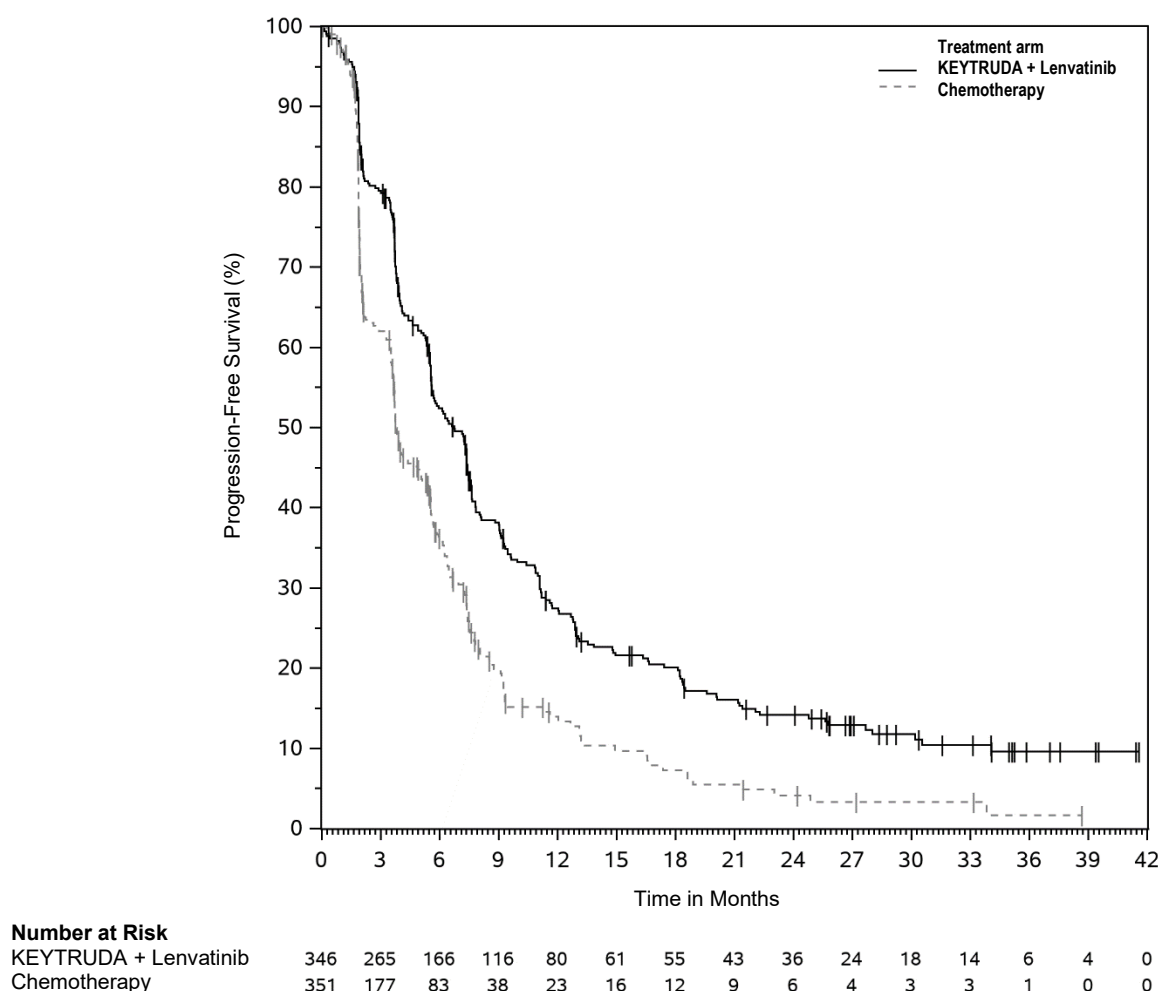 100
90
80
70
60
50
40
30
20
10
0
Progression-Free Survival (%)
Treatment arm
KEYTRUDA + Lenvatinib
Chemotherapy
0 3 6 9 12 15 18 21 24 27 30 33 36 39 42
Time in Months
Number at Risk
KEYTRUDA + Lenvatinib 346 265 166 116 80 61 55 43 36 24 18 14 6 4 0
Chemotherapy 351 177 83 38 23 16 12 9 6 4 3 3 1 0 0